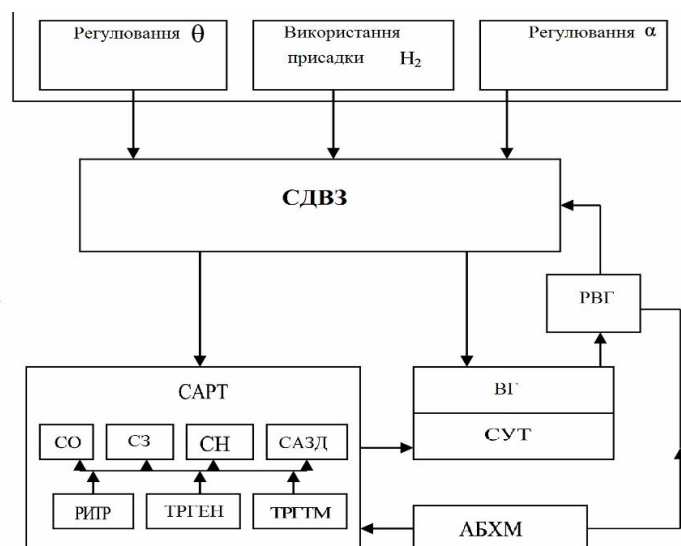 Регулювання θ
Використання
присадки H₂
Регулювання α
СДВЗ
РВГ
САРТ
ВГ
СУТ
СО
СЗ
СН
САЗД
РИТР
ТРГЕН
ТРГТМ
АБХМ